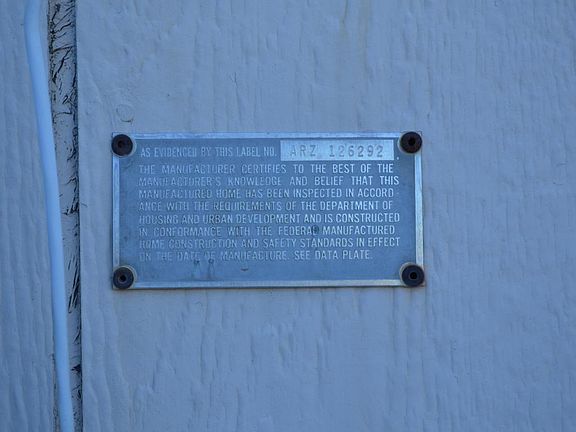 AS EVIDENCED BY THIS LABEL NO. ARZ 126292
THE MANUFACTURER CERTIFIES TO THE BEST OF THE
MANUFACTURER'S KNOWLEDGE AND BELIEF THAT THIS
MANUFACTURED HOME HAS BEEN INSPECTED IN ACCORD-
ANCE WITH THE REQUIREMENTS OF THE DEPARTMENT OF
HOUSING AND URBAN DEVELOPMENT AND IS CONSTRUCTED
IN CONFORMANCE WITH THE FEDERAL MANUFACTURED
HOME CONSTRUCTION AND SAFETY STANDARDS IN EFFECT
ON THE DATE OF MANUFACTURE. SEE DATA PLATE.